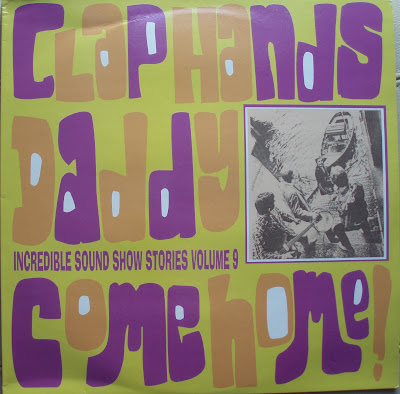 CLap Hands
Daddy
INCREDIBLE SOUND SHOW STORIES VOLUME 9
Come home!